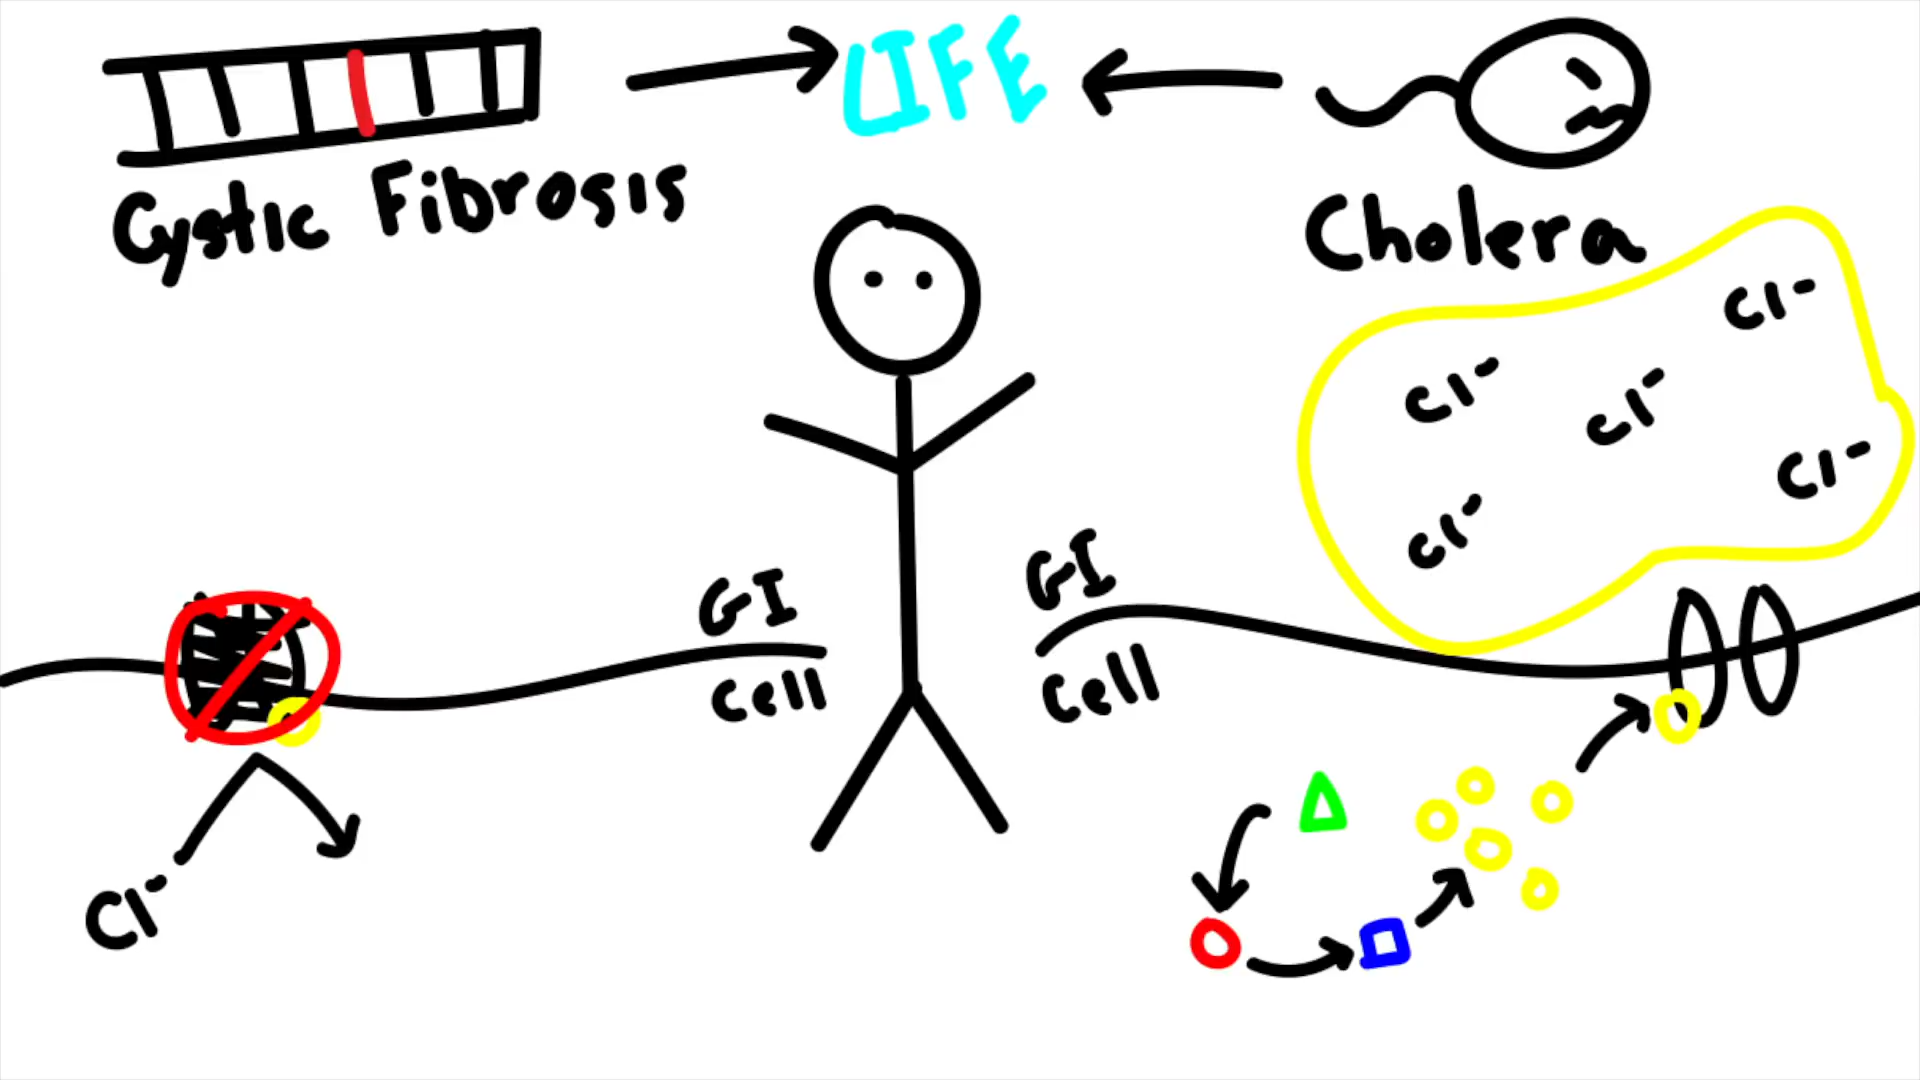 LIFE
Cystic Fibrosis
Cholera
Cl-
Cl-
Cl-
Cl-
Cl-
GI
Cell
GI
Cell
Cl-